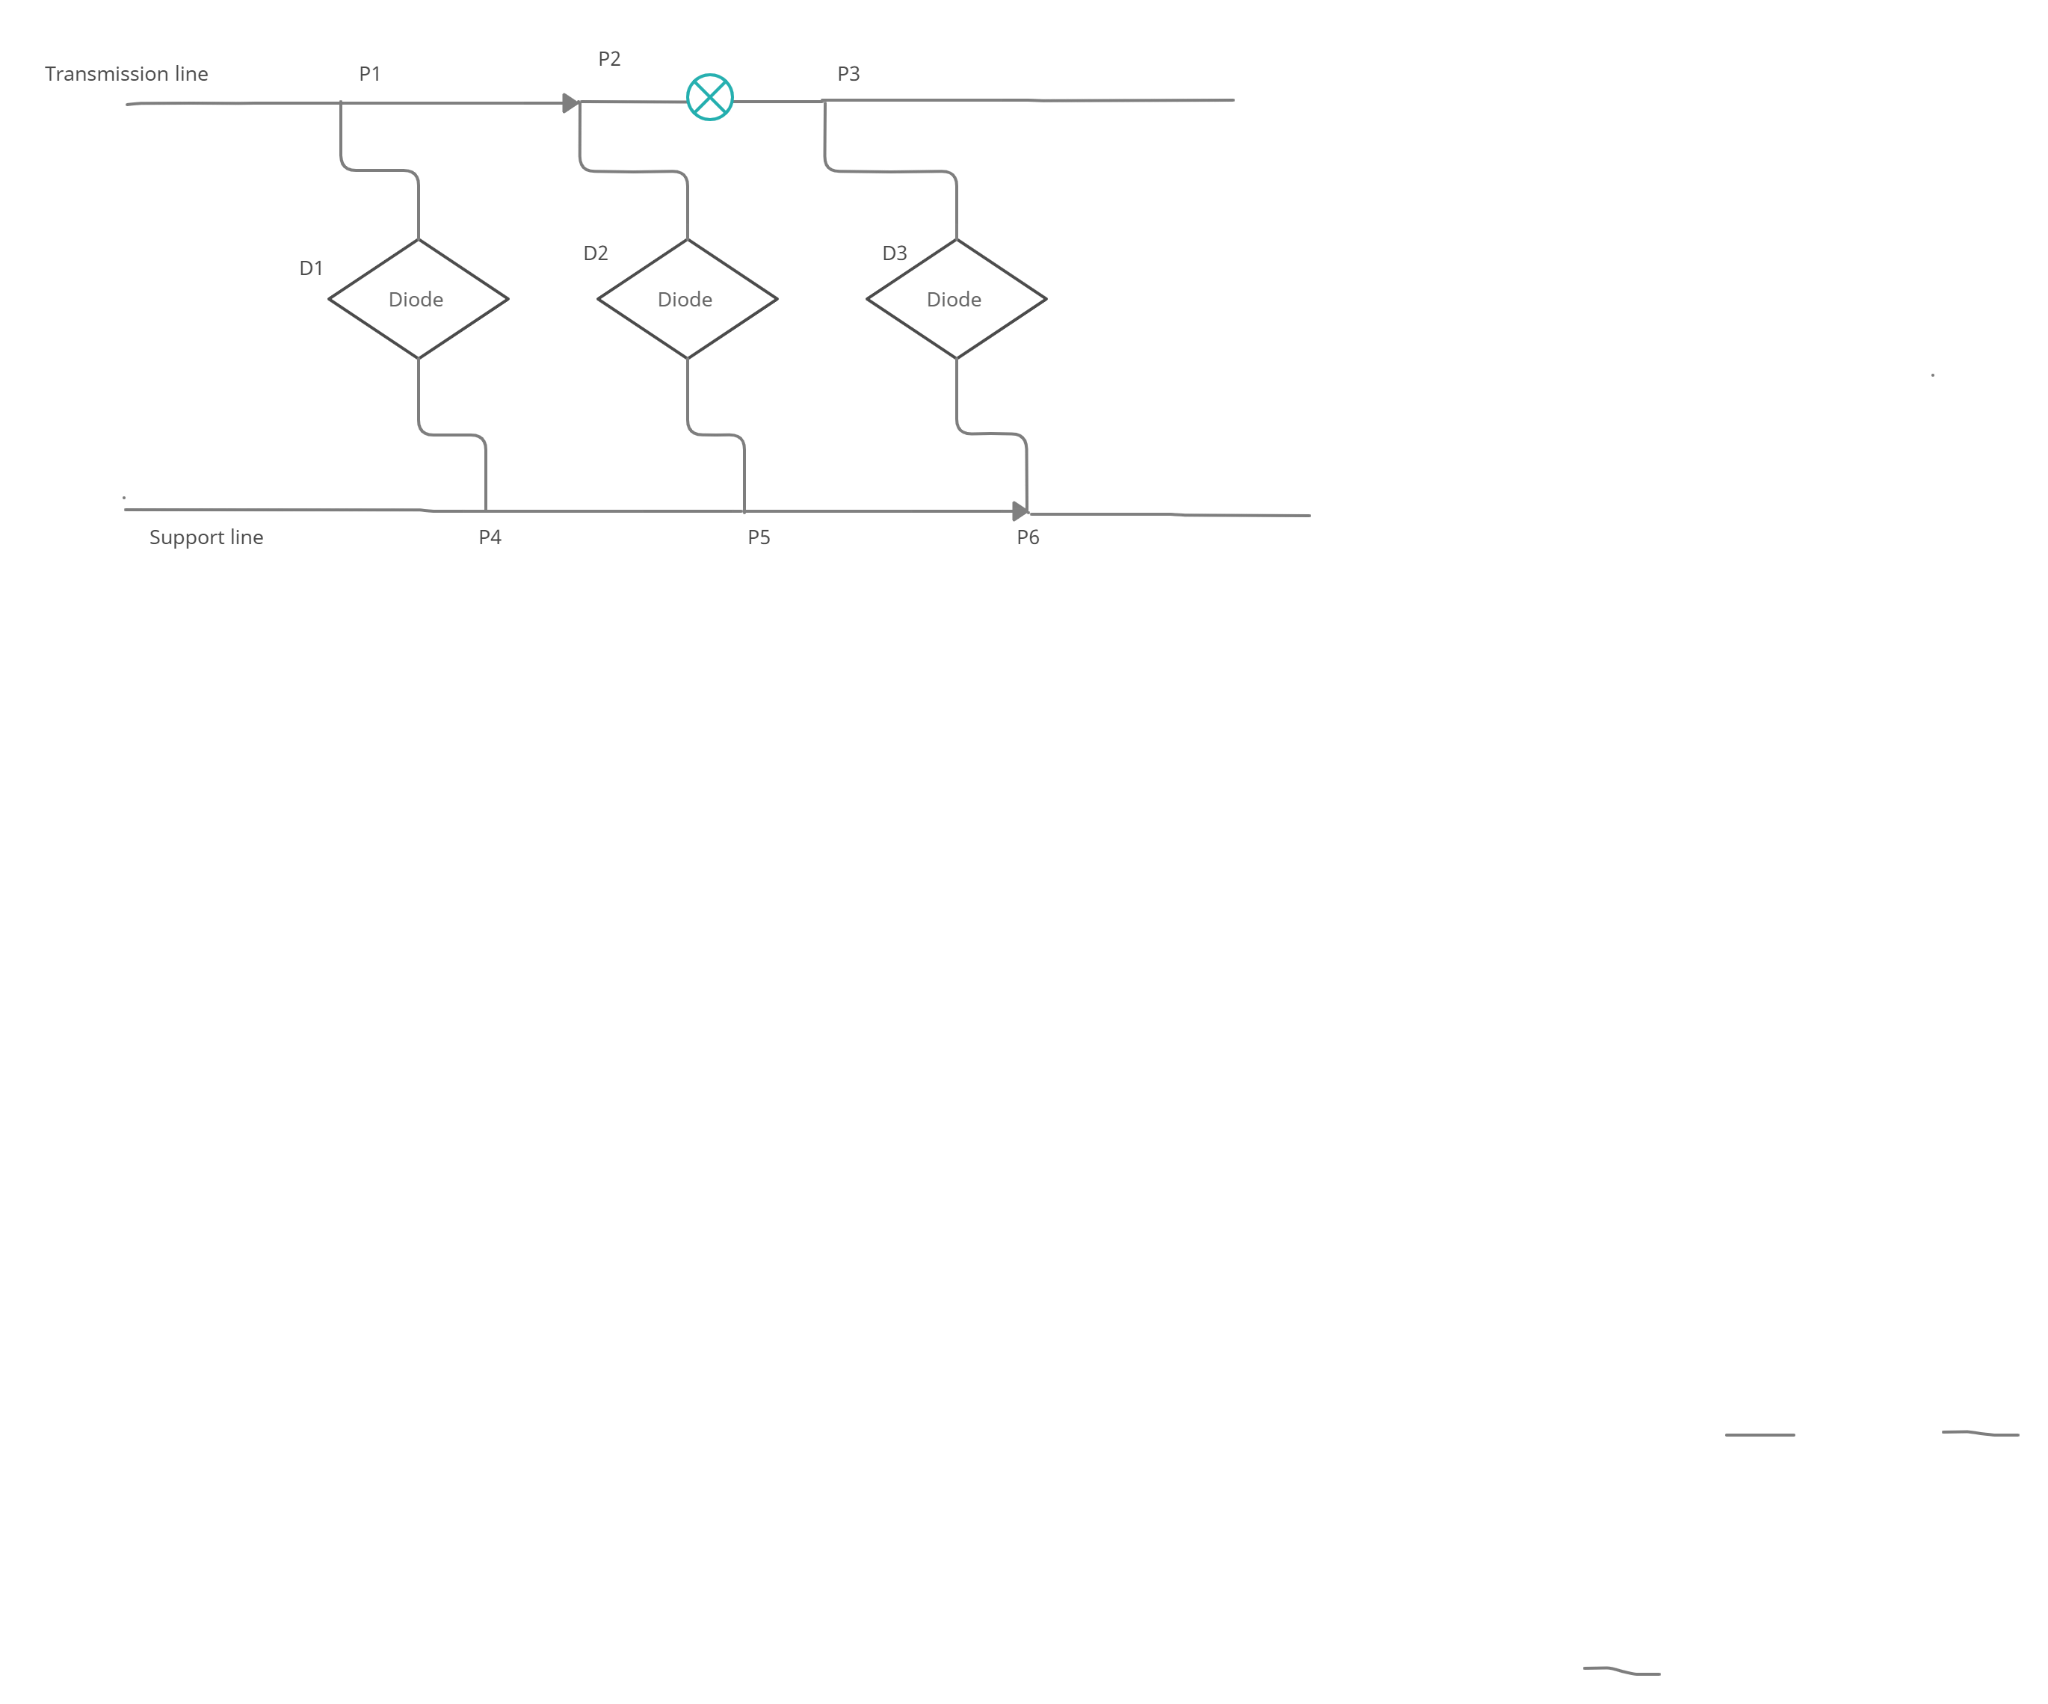 Transmission line
P1
P2
P3
D1
Diode
D2
Diode
D3
Diode
Support line
P4
P5
P6